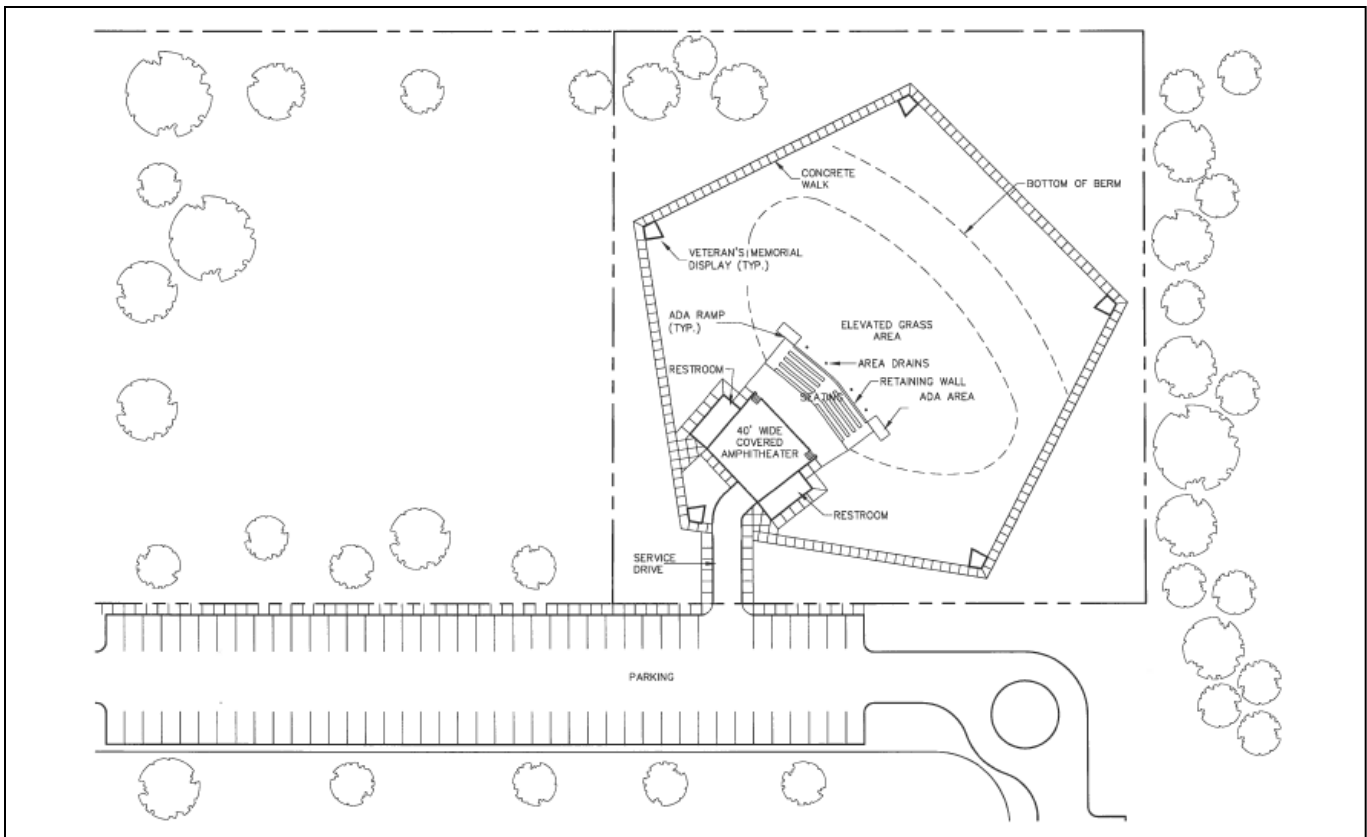 CONCRETE
WALK
BOTTOM OF BERM
VETERAN'S MEMORIAL
DISPLAY (TYP.)
ADA RAMP
(TYP.)
ELEVATED GRASS
AREA
AREA DRAINS
RESTROOM
RETAINING WALL
SEATING
ADA AREA
40' WIDE
COVERED
AMPHITHEATER
RESTROOM
SERVICE
DRIVE
PARKING